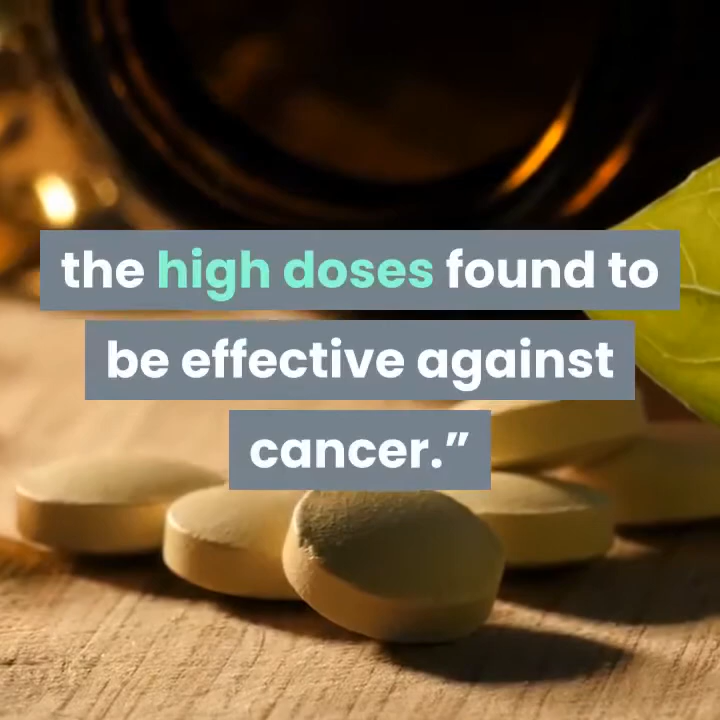 the high doses found to
be effective against
cancer.”